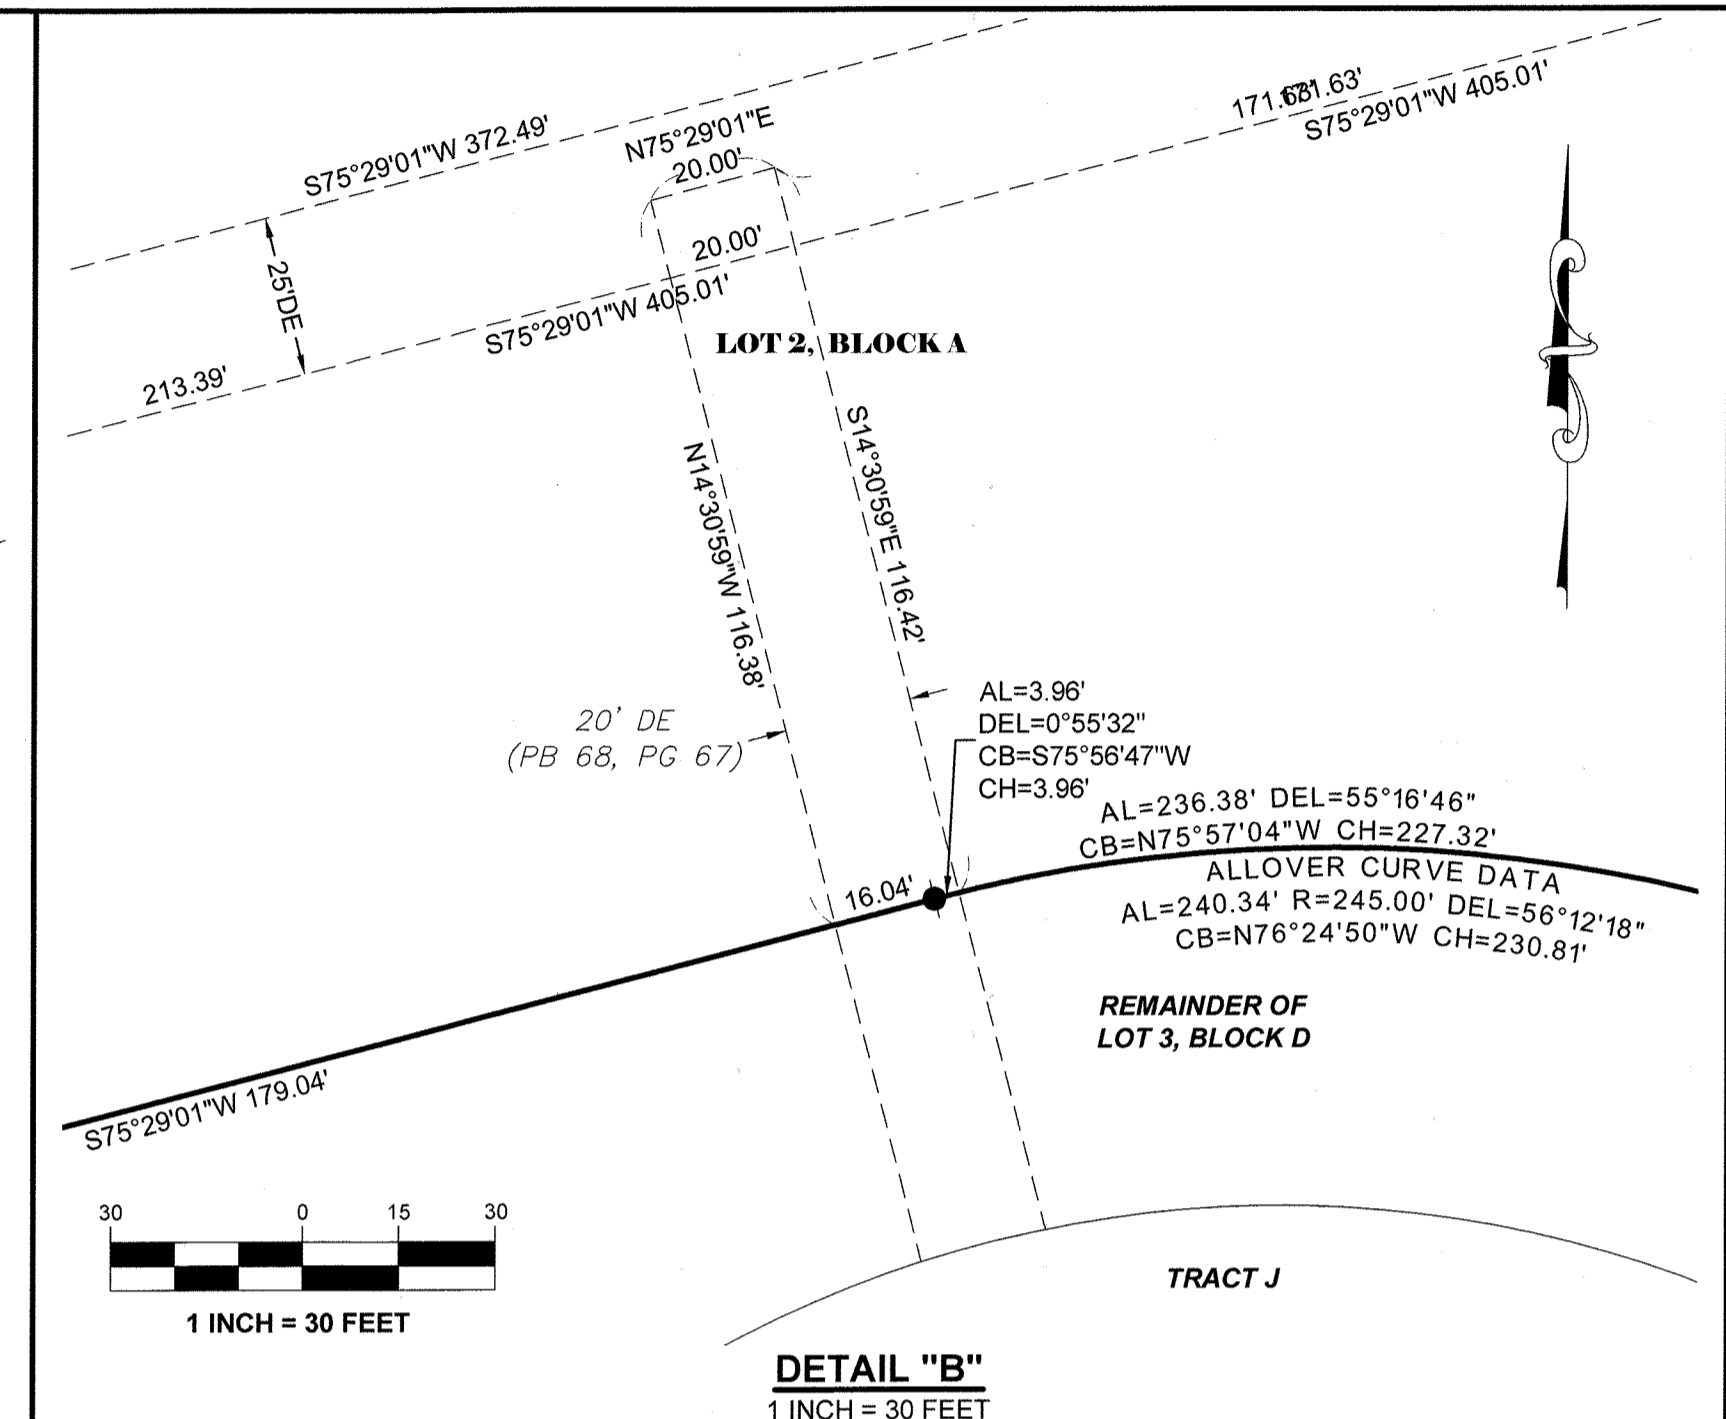 S75°29'01"W 372.49'
N75°29'01"E
20.00'
171.63'
171.63'
S75°29'01"W 405.01'
25'DE
20.00'
S75°29'01"W 405.01'
213.39'
LOT 2, BLOCK A
N14°30'59"W 116.38'
S14°30'59"E 116.42'
20' DE
(PB 68, PG 67)
AL=3.96'
DEL=0°55'32"
CB=S75°56'47"W
CH=3.96'
AL=236.38' DEL=55°16'46"
CB=N75°57'04"W CH=227.32'
16.04'
ALLOVER CURVE DATA
AL=240.34' R=245.00' DEL=56°12'18"
CB=N76°24'50"W CH=230.81'
REMAINDER OF
LOT 3, BLOCK D
S75°29'01"W 179.04'
30 0 15 30
1 INCH = 30 FEET
TRACT J
DETAIL "B"
1 INCH = 30 FEET